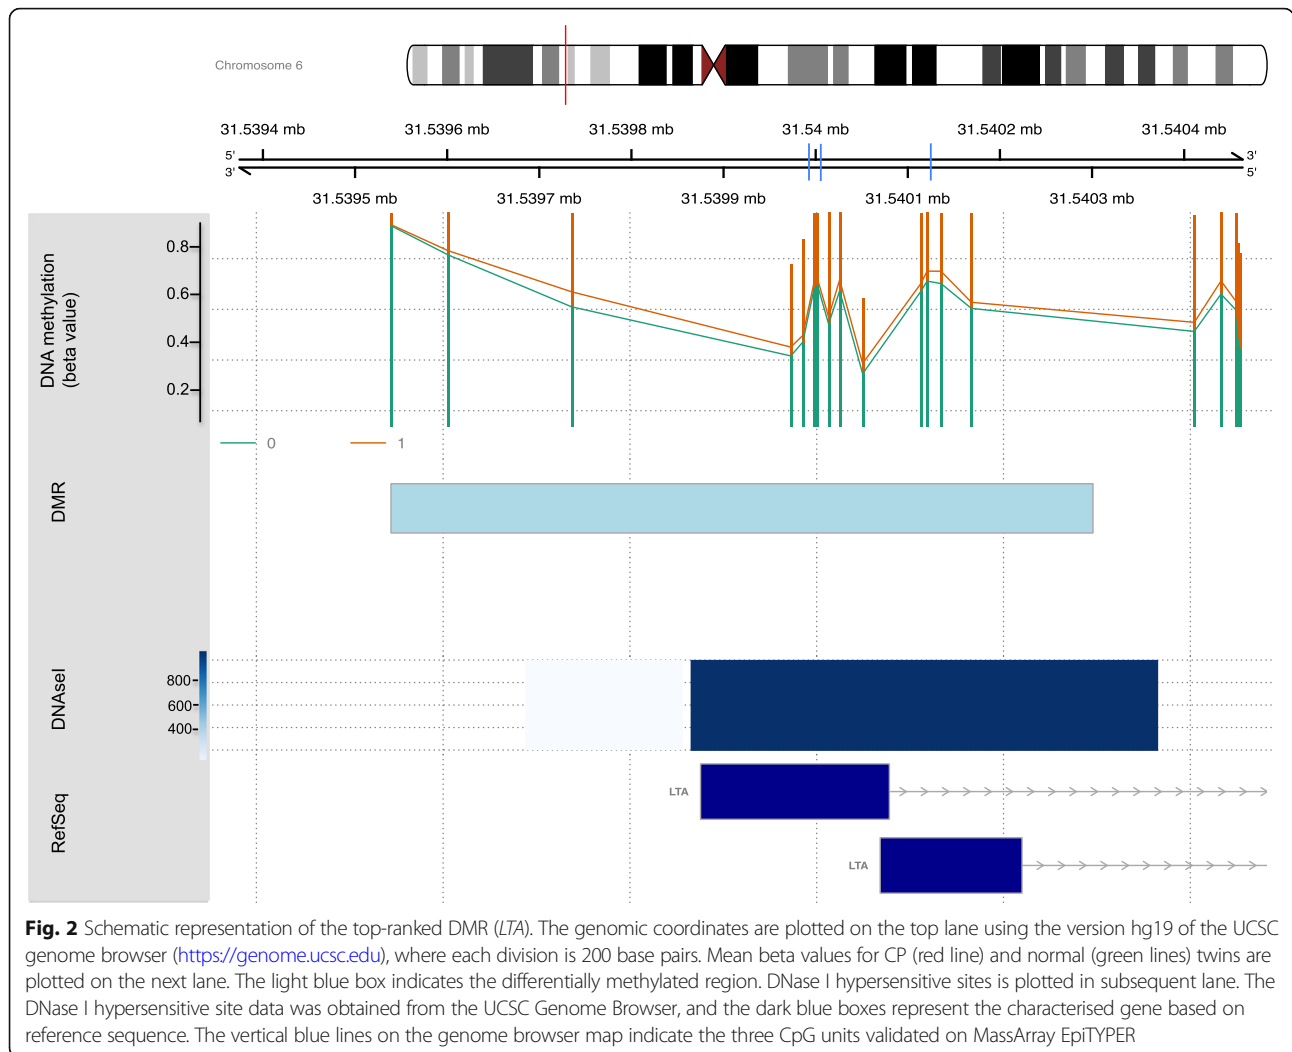 Chromosome 6
31.5394 mb 31.5396 mb 31.5398 mb 31.54 mb 31.5402 mb 31.5404 mb
5' 3'
3' 5'
31.5395 mb 31.5397 mb 31.5399 mb 31.5401 mb 31.5403 mb
DNA methylation
(beta value)
0.8
0.6
0.4
0.2
0 1
DMR
DNAseI
800
600
400
RefSeq
LTA
LTA
Fig. 2 Schematic representation of the top-ranked DMR (LTA). The genomic coordinates are plotted on the top lane using the version hg19 of the UCSC
genome browser (https://genome.ucsc.edu), where each division is 200 base pairs. Mean beta values for CP (red line) and normal (green lines) twins are
plotted on the next lane. The light blue box indicates the differentially methylated region. DNase I hypersensitive sites is plotted in subsequent lane. The
DNase I hypersensitive site data was obtained from the UCSC Genome Browser, and the dark blue boxes represent the characterised gene based on
reference sequence. The vertical blue lines on the genome browser map indicate the three CpG units validated on MassArray EpiTYPER